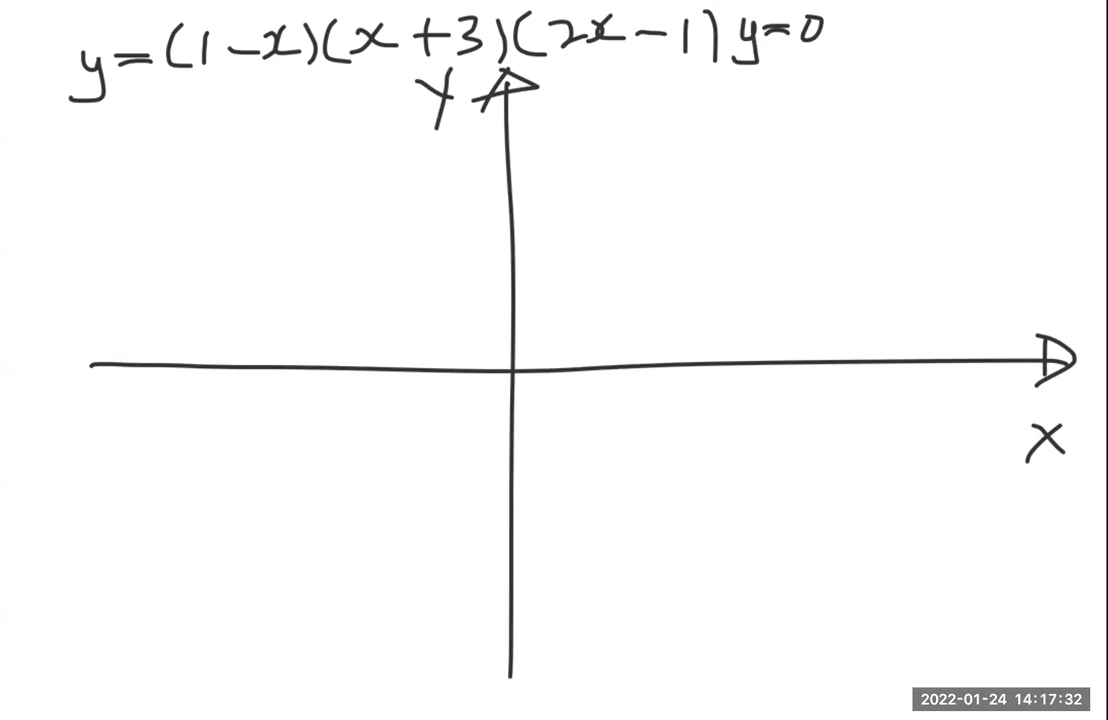 y=(1-x)(x+3)(2x-1) y=0
Y
X
2022-01-24 14:17:32